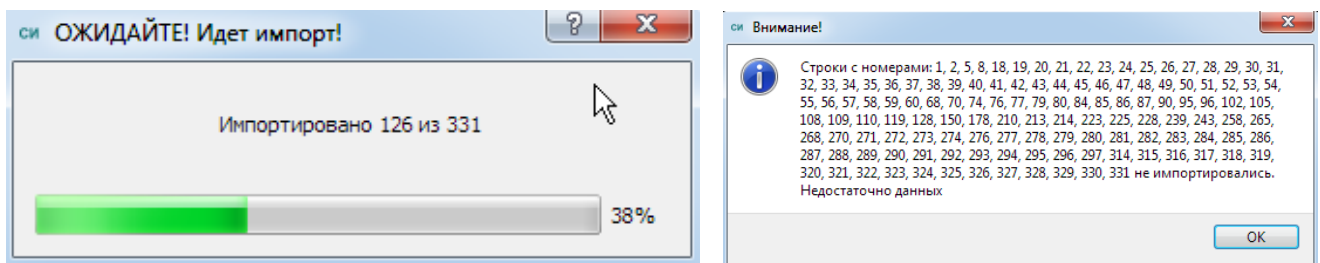 си ОЖИДАЙТЕ! Идет импорт!
Импортировано 126 из 331
38%
си Внимание!
Строки с номерами: 1, 2, 5, 8, 18, 19, 20, 21, 22, 23, 24, 25, 26, 27, 28, 29, 30, 31,
32, 33, 34, 35, 36, 37, 38, 39, 40, 41, 42, 43, 44, 45, 46, 47, 48, 49, 50, 51, 52, 53, 54,
55, 56, 57, 58, 59, 60, 68, 70, 74, 76, 77, 79, 80, 84, 85, 86, 87, 90, 95, 96, 102, 105,
108, 109, 110, 119, 128, 150, 178, 210, 213, 214, 223, 225, 228, 239, 243, 258, 265,
268, 270, 271, 272, 273, 274, 276, 277, 278, 279, 280, 281, 282, 283, 284, 285, 286,
287, 288, 289, 290, 291, 292, 293, 294, 295, 296, 297, 314, 315, 316, 317, 318, 319,
320, 321, 322, 323, 324, 325, 326, 327, 328, 329, 330, 331 не импортировались.
Недостаточно данных
OK